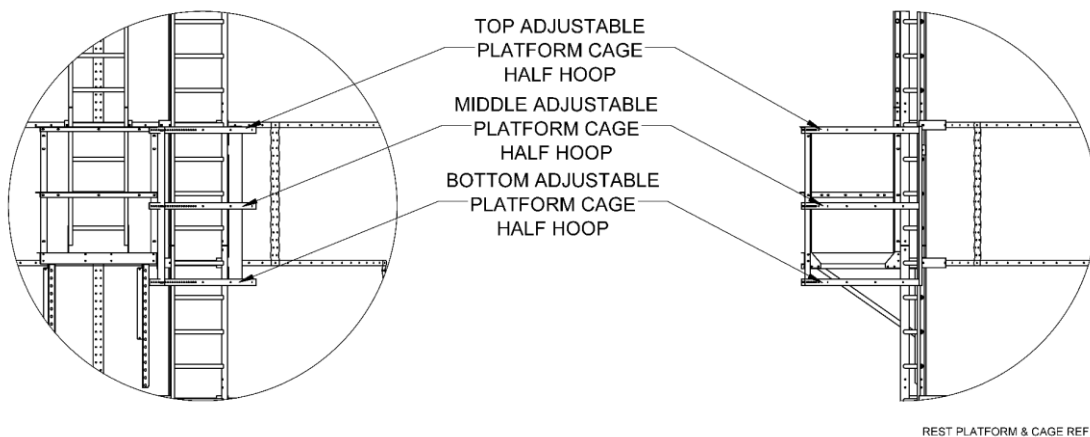 TOP ADJUSTABLE
PLATFORM CAGE
HALF HOOP
MIDDLE ADJUSTABLE
PLATFORM CAGE
HALF HOOP
BOTTOM ADJUSTABLE
PLATFORM CAGE
HALF HOOP
REST PLATFORM & CAGE REF